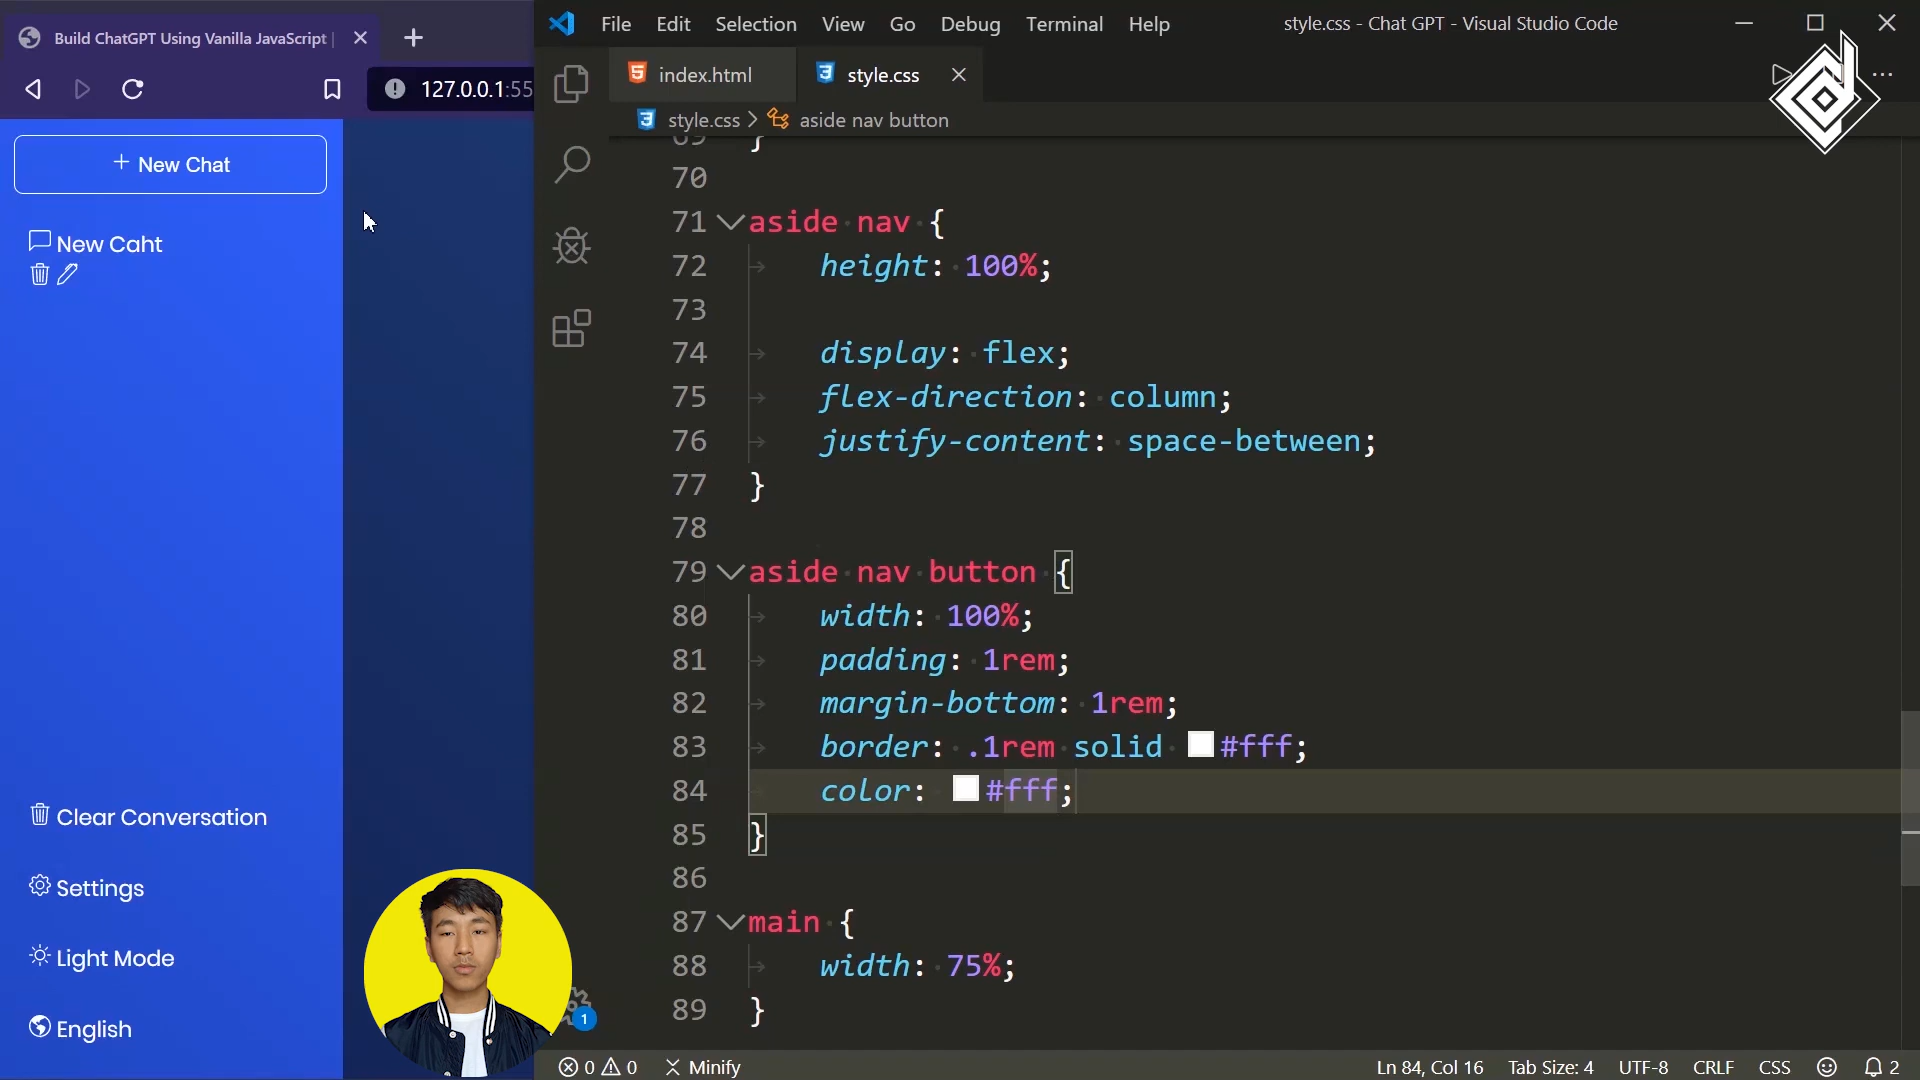 Build ChatGPT Using Vanilla JavaScript |
127.0.0.1:55
New Chat
New Caht
Clear Conversation
Settings
Light Mode
English
File Edit Selection View Go Debug Terminal Help
style.css - Chat GPT - Visual Studio Code
index.html
style.css
style.css > aside nav button
69 }
70
71 aside nav {
72 height: 100%;
73
74 display: flex;
75 flex-direction: column;
76 justify-content: space-between;
77 }
78
79 aside nav button {
80 width: 100%;
81 padding: 1rem;
82 margin-bottom: 1rem;
83 border: .1rem solid #fff;
84 color: #fff;
85 }
86
87 main {
88 width: 75%;
89 }
1
0 0 Minify
Ln 84, Col 16 Tab Size: 4 UTF-8 CRLF CSS 2